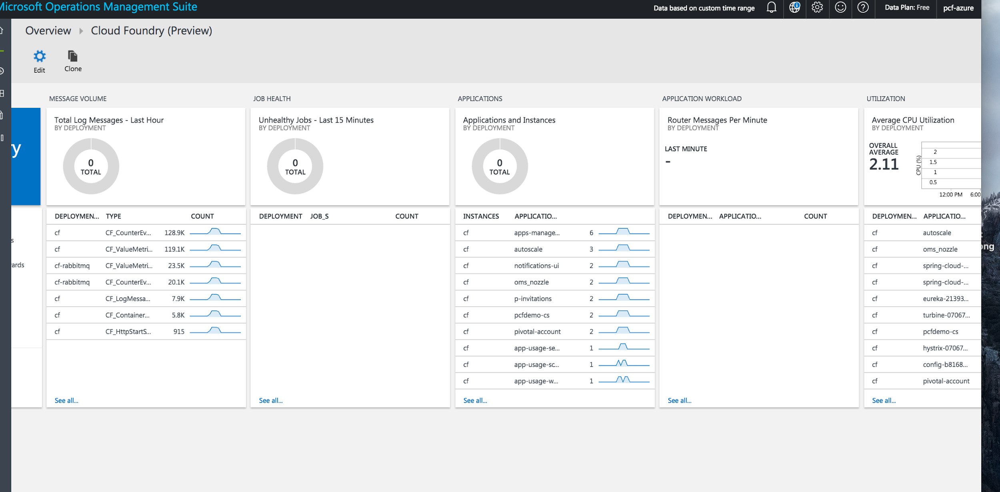 Microsoft Operations Management Suite
Data based on custom time range
Data Plan: Free
pcf-azure
Overview
Cloud Foundry (Preview)
Edit
Clone
y
s
ards
MESSAGE VOLUME
Total Log Messages - Last Hour
BY DEPLOYMENT
0
TOTAL
DEPLOYMEN... TYPE COUNT
cf CF_CounterEv... 128.9K
cf CF_ValueMetri... 119.1K
cf-rabbitmq CF_ValueMetri... 23.5K
cf-rabbitmq CF_CounterEv... 20.1K
cf CF_LogMessa... 7.9K
cf CF_Container... 5.8K
cf CF_HttpStartS... 915
See all...
JOB HEALTH
Unhealthy Jobs - Last 15 Minutes
BY DEPLOYMENT
0
TOTAL
DEPLOYMENT JOB_S COUNT
See all...
APPLICATIONS
Applications and Instances
BY DEPLOYMENT
0
TOTAL
INSTANCES APPLICATIO...
cf apps-manage... 6
cf autoscale 3
cf notifications-ui 2
cf oms_nozzle 2
cf p-invitations 2
cf pcfdemo-cs 2
cf pivotal-account 2
cf app-usage-se... 1
cf app-usage-sc... 1
cf app-usage-w... 1
See all...
APPLICATION WORKLOAD
Router Messages Per Minute
BY DEPLOYMENT
LAST MINUTE
-
DEPLOYMEN... APPLICATIO... COUNT
See all...
UTILIZATION
Average CPU Utilization
BY DEPLOYMENT
OVERALL
AVERAGE
2.11
CPU (%)
2
1.5
1
0.5
12:00 PM 6:00
DEPLOYMEN... APPLICATIO...
cf autoscale
cf oms_nozzle
cf spring-cloud-...
cf spring-cloud-...
cf eureka-21393...
cf turbine-07067...
cf pcfdemo-cs
cf hystrix-07067...
cf config-b8168...
cf pivotal-account
See all...
ng